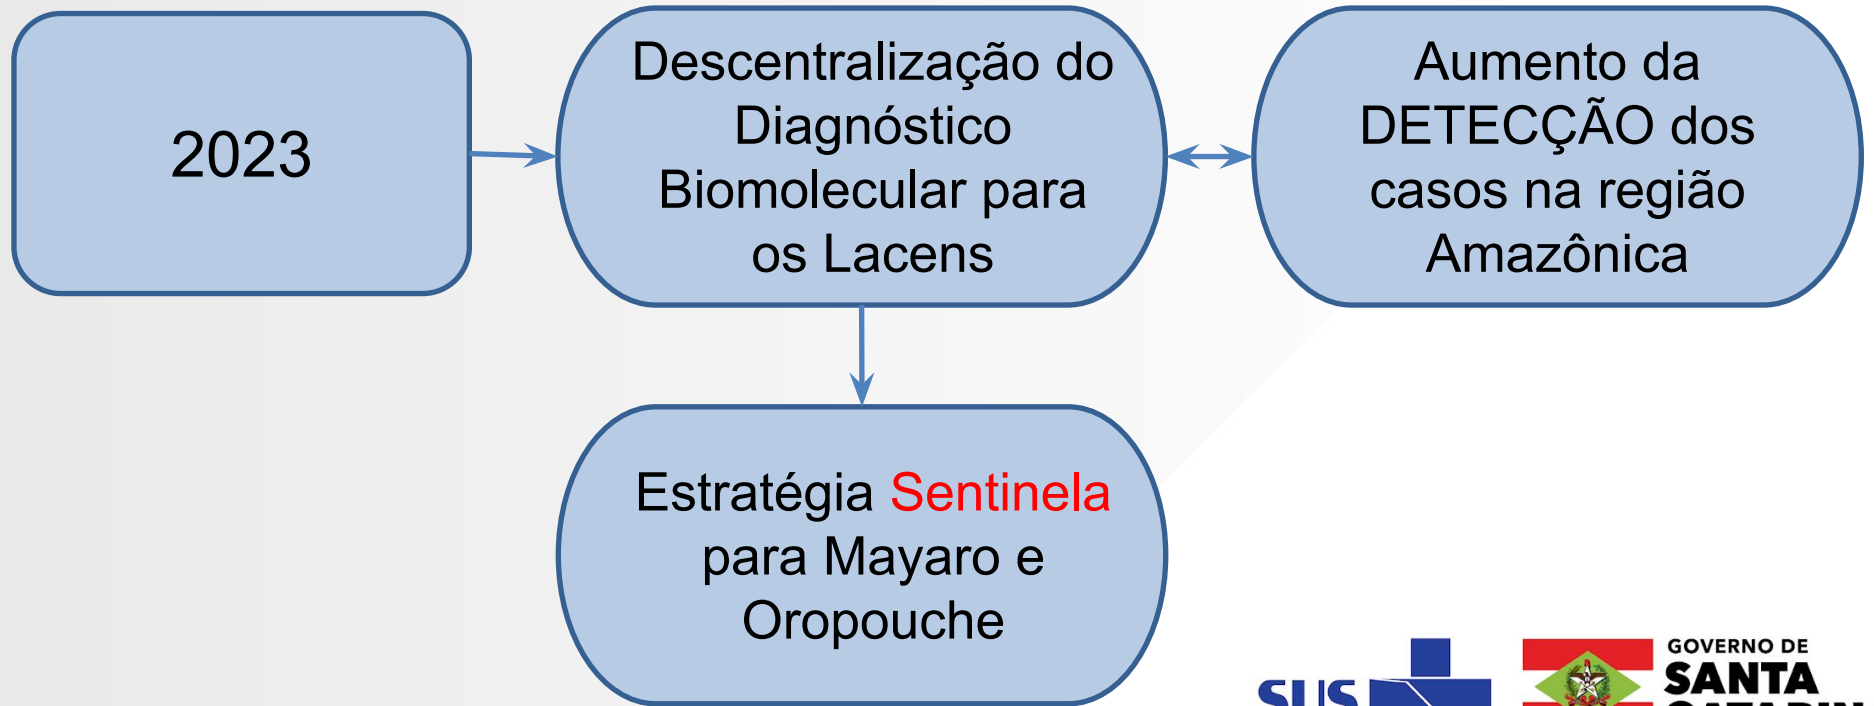 2023
Descentralização do
Diagnóstico
Biomolecular para
os Lacens
Aumento da
DETECÇÃO dos
casos na região
Amazônica
Estratégia Sentinela
para Mayaro e
Oropouche
SUS
GOVERNO DE
SANTA